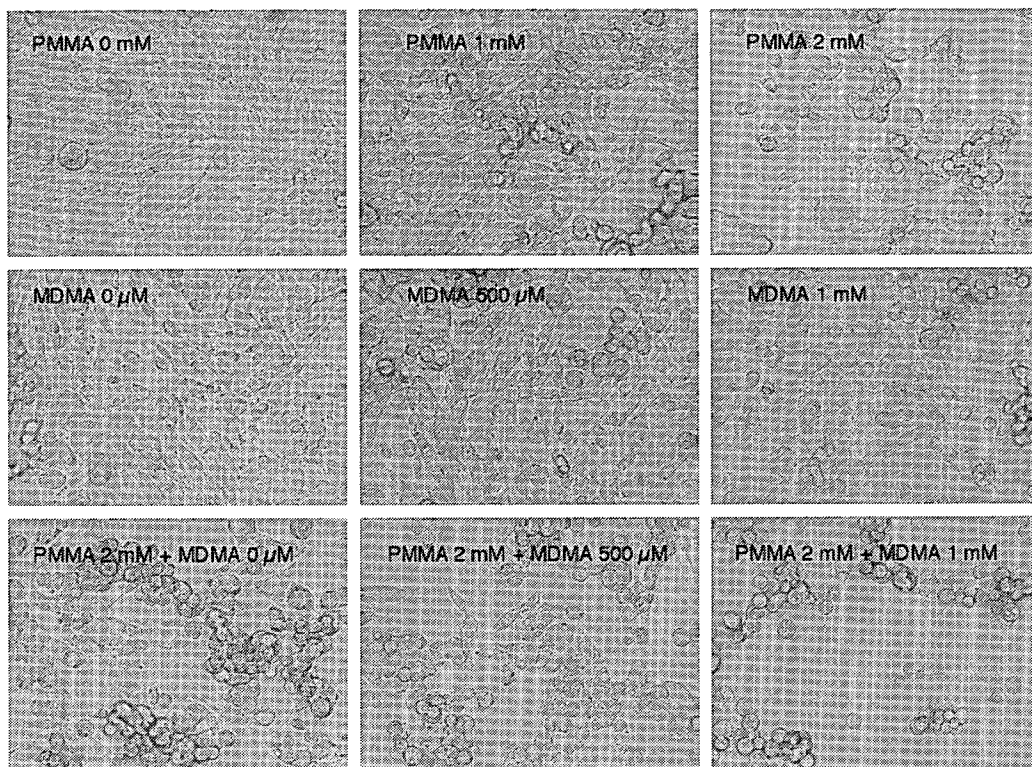 PMMA 0 mM
PMMA 1 mM
PMMA 2 mM
MDMA 0 µM
MDMA 500 µM
MDMA 1 mM
PMMA 2 mM + MDMA 0 µM
PMMA 2 mM + MDMA 500 µM
PMMA 2 mM + MDMA 1 mM